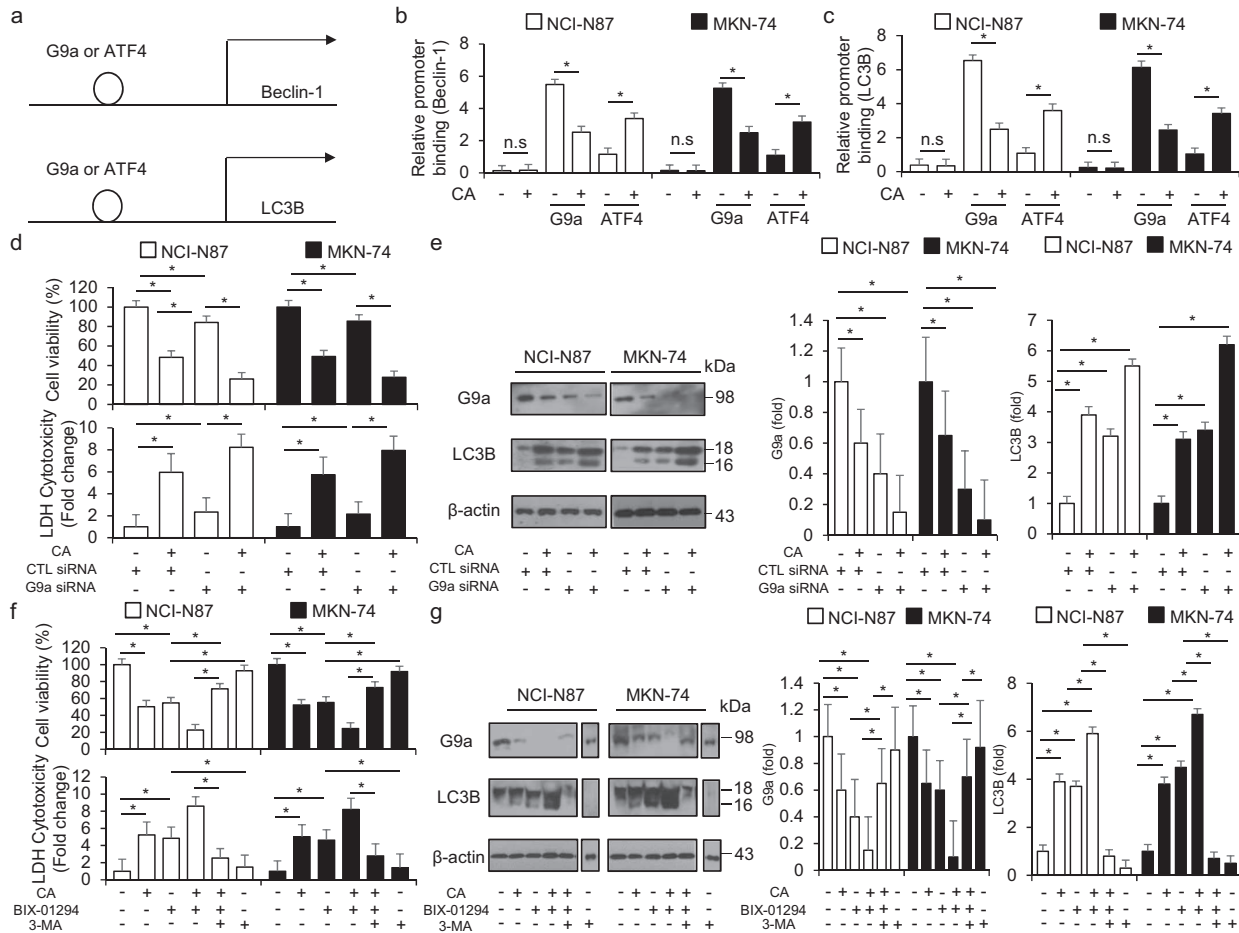 a
G9a or ATF4
Beclin-1
G9a or ATF4
LC3B
b
NCI-N87 MKN-74
Relative promoter
binding (Beclin-1)
8
6
4
2
0
n.s * * n.s * *
CA - + - + - + - + - + - +
G9a ATF4 G9a ATF4
c
NCI-N87 MKN-74
Relative promoter
binding (LC3B)
8
6
4
2
0
n.s * * n.s * *
CA - + - + - + - + - + - +
G9a ATF4 G9a ATF4
d
NCI-N87 MKN-74
Cell viability (%)
120
100
80
60
40
20
0
* * * * * * *
LDH Cytotoxicity
(Fold change)
10
8
6
4
2
0
* * * * * *
CA - + - + - + - +
CTL siRNA + + - - + + - -
G9a siRNA - - + + - - + +
e
NCI-N87 MKN-74
kDa
G9a 98
LC3B 18
16
β-actin 43
CA - + - + - + - +
CTL siRNA + + - - + + - -
G9a siRNA - - + + - - + +
NCI-N87 MKN-74
G9a (fold)
1.4
1.2
1
0.8
0.6
0.4
0.2
0
* * * * * *
- + - + - + - +
+ + - - + + - -
- - + + - - + +
NCI-N87 MKN-74
LC3B (fold)
7
6
5
4
3
2
1
0
* * * * * *
- + - + - + - +
+ + - - + + - -
- - + + - - + +
f
NCI-N87 MKN-74
Cell viability (%)
120
100
80
60
40
20
0
* * * * * * * * * *
LDH Cytotoxicity
(Fold change)
14
12
10
8
6
4
2
0
* * * * * * * *
CA - + - + + - - + - + + -
BIX-01294 - - + + + - - - + + + -
3-MA - - - - + + - - - - + +
g
NCI-N87 MKN-74
kDa
G9a 98
LC3B 18
16
β-actin 43
CA - + - + + - - + - + + -
BIX-01294 - - + + + - - - + + + -
3-MA - - - - + + - - - - + +
NCI-N87 MKN-74
G9a (fold)
1.4
1.2
1
0.8
0.6
0.4
0.2
0
CA - + - + + - - + - + + -
BIX-01294 - - + + + - - - + + + -
3-MA - - - - + + - - - - + +
NCI-N87 MKN-74
LC3B (fold)
8
6
4
2
0
- + - + + - - + - + + -
- - + + + - - - + + + -
- - - - + + - - - - + +